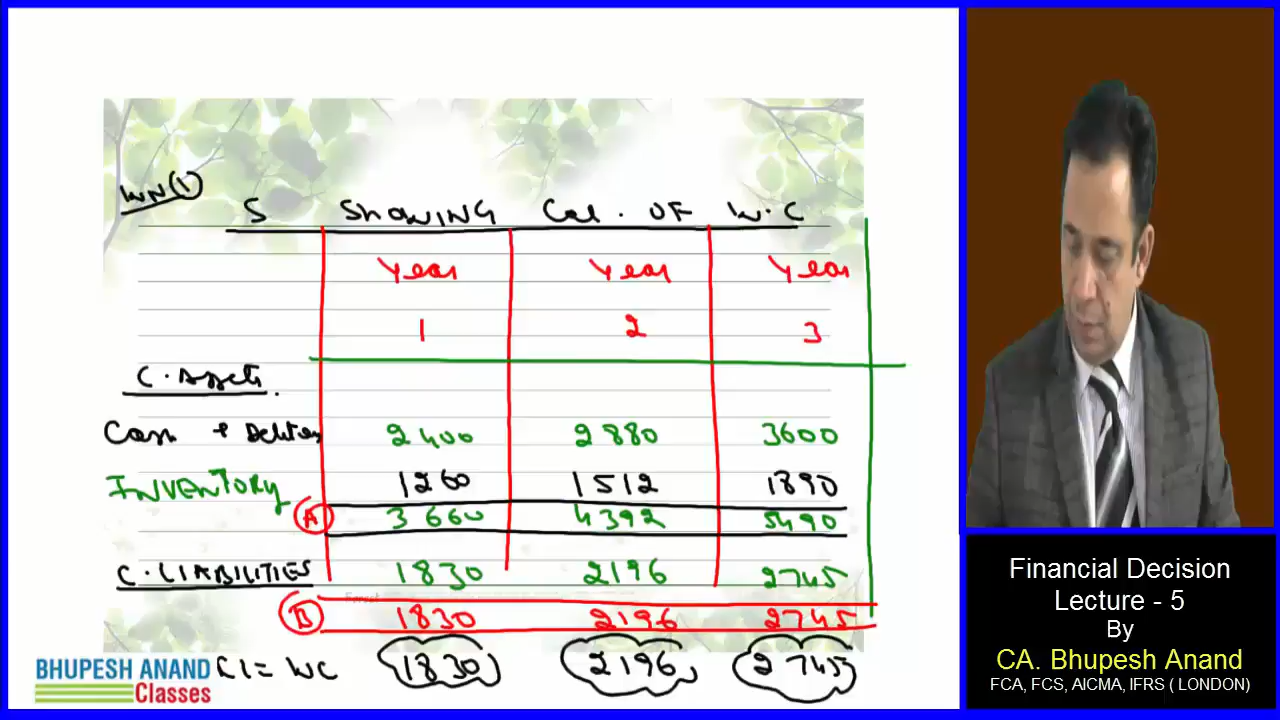 WN ①
S Showing Cal. OF W.C
Year Year Year
1 2 3
C. Assets
Cash + Debtors 2400 2880 3600
INVENTORY 1260 1512 1890
A 3660 4392 5490
C. LIABILITIES 1830 2196 2745
B 1830 2196 2745
= WC 1830 2196 2745
BHUPESH ANAND
Classes
Financial Decision
Lecture - 5
By
CA. Bhupesh Anand
FCA, FCS, AICMA, IFRS ( LONDON)